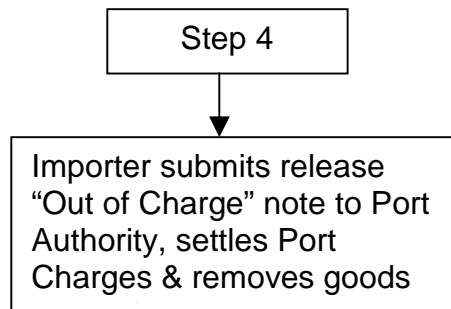 Step 4
Importer submits release
“Out of Charge” note to Port
Authority, settles Port
Charges & removes goods